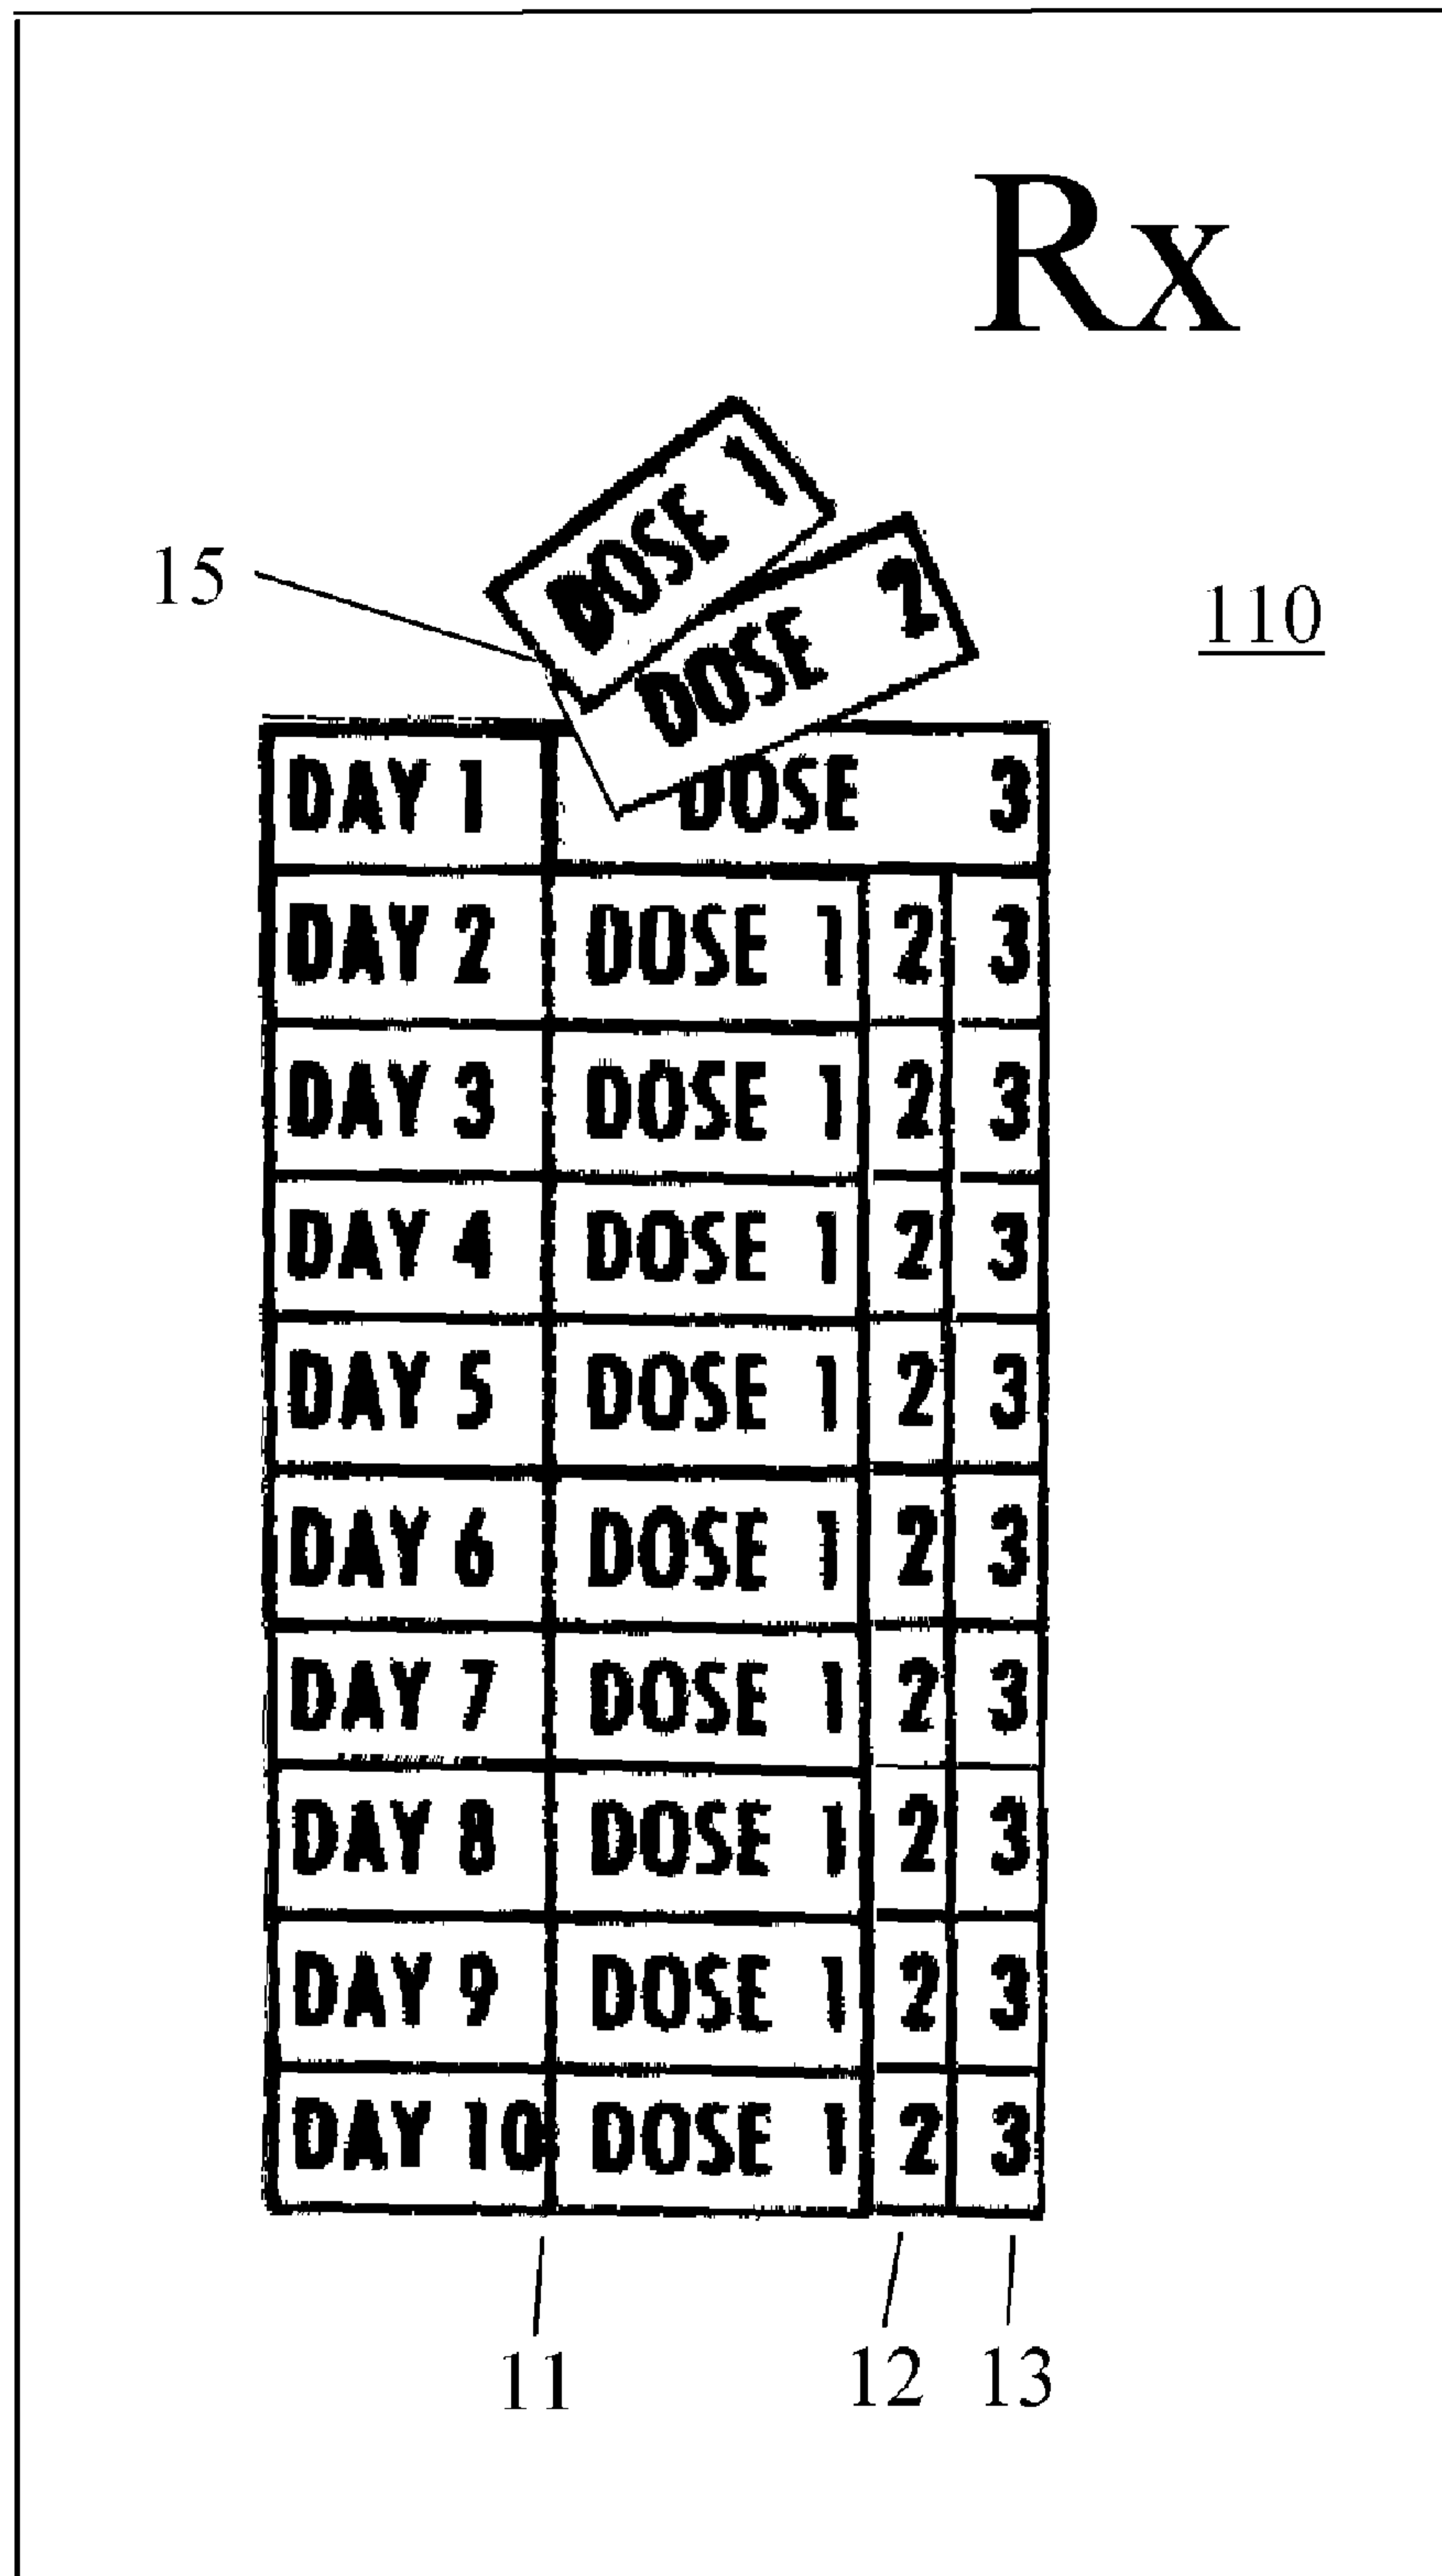 Rx
DOSE 1
15
DOSE 2
110
DAY 1 DOSE 3
DAY 2 DOSE 1 2 3
DAY 3 DOSE 1 2 3
DAY 4 DOSE 1 2 3
DAY 5 DOSE 1 2 3
DAY 6 DOSE 1 2 3
DAY 7 DOSE 1 2 3
DAY 8 DOSE 1 2 3
DAY 9 DOSE 1 2 3
DAY 10 DOSE 1 2 3
11 12 13